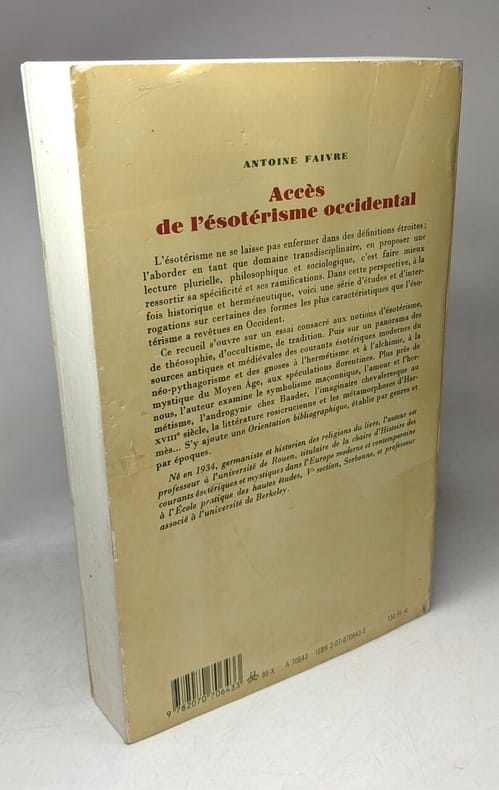 ANTOINE FAIVRE
Accès
de l'ésotérisme occidental
L'ésotérisme ne se laisse pas enfermer dans des définitions étroites ;
l'aborder en tant que domaine transdisciplinaire, en proposer une
lecture plurielle, philosophique et sociologique, c'est faire mieux
ressortir sa spécificité et ses ramifications. Dans cette perspective, à la
fois historique et herméneutique, voici une série d'études et d'inter-
rogations sur certaines des formes les plus caractéristiques que l'éso-
térisme a revêtues en Occident.
Ce recueil s'ouvre sur un essai consacré aux notions d'ésotérisme,
de théosophie, d'occultisme, de tradition. Puis sur un panorama des
sources antiques et médiévales des courants ésotériques modernes du
néo-pythagorisme et des gnoses à l'hermétisme et à l'alchimie, à la
mystique du Moyen Âge, aux spéculations florentines. Plus près de
nous, l'auteur examine le symbolisme maçonnique, l'amour et l'her-
métisme, l'androgynie chez Baader, l'imaginaire chevaleresque au
XVIIIe siècle, la littérature rosicrucienne et les métamorphoses d'Her-
mès... S'y ajoute une Orientation bibliographique, établie par genres et
par époques.
Né en 1934, germaniste et historien des religions du livre, l'auteur est
professeur à l'université de Rouen, titulaire de la chaire d'Histoire des
courants ésotériques et mystiques dans l'Europe moderne et contemporaine
à l'École pratique des hautes études, Ve section, Sorbonne, et professeur
associé à l'université de Berkeley.
9 782070 706433
86-X A 70643 ISBN 2-07-070643-3